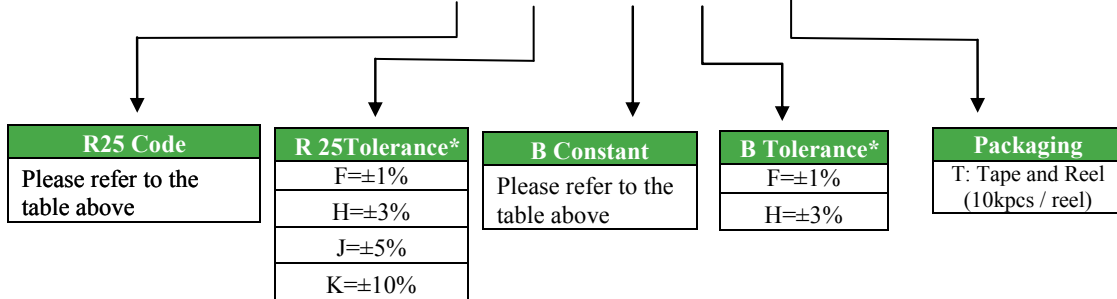 R25 Code
Please refer to the
table above
R 25Tolerance*
F=±1%
H=±3%
J=±5%
K=±10%
B Constant
Please refer to the
table above
B Tolerance*
F=±1%
H=±3%
Packaging
T: Tape and Reel
(10kpcs / reel)